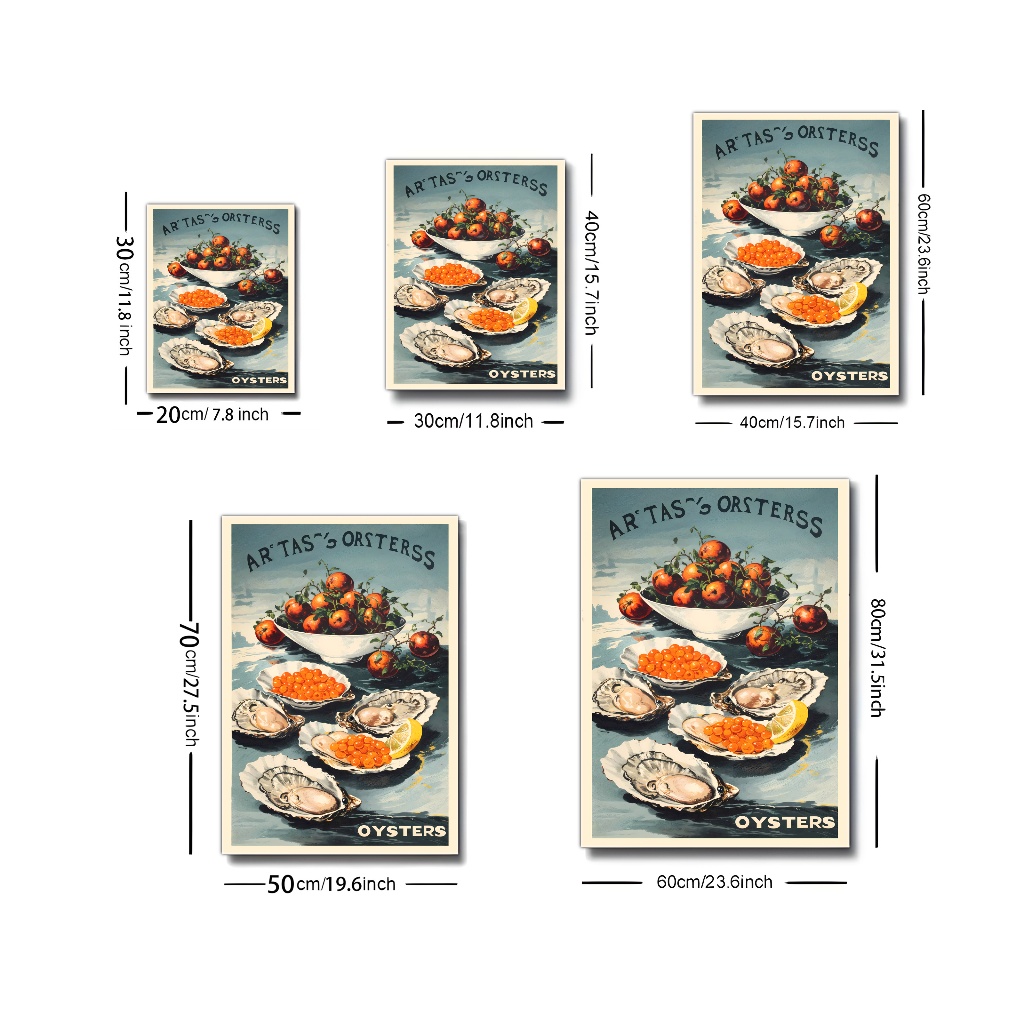 AR TAS ORSTERSS
OYSTERS
30cm/11.8 inch
20cm/ 7.8 inch
AR TAS ORSTERSS
OYSTERS
40cm/15.7inch
30cm/11.8inch
AR TAS ORSTERSS
OYSTERS
60cm/23.6inch
40cm/15.7inch
AR TAS ORSTERSS
OYSTERS
70cm/27.5inch
50cm/19.6inch
AR TAS ORSTERSS
OYSTERS
80cm/31.5inch
60cm/23.6inch